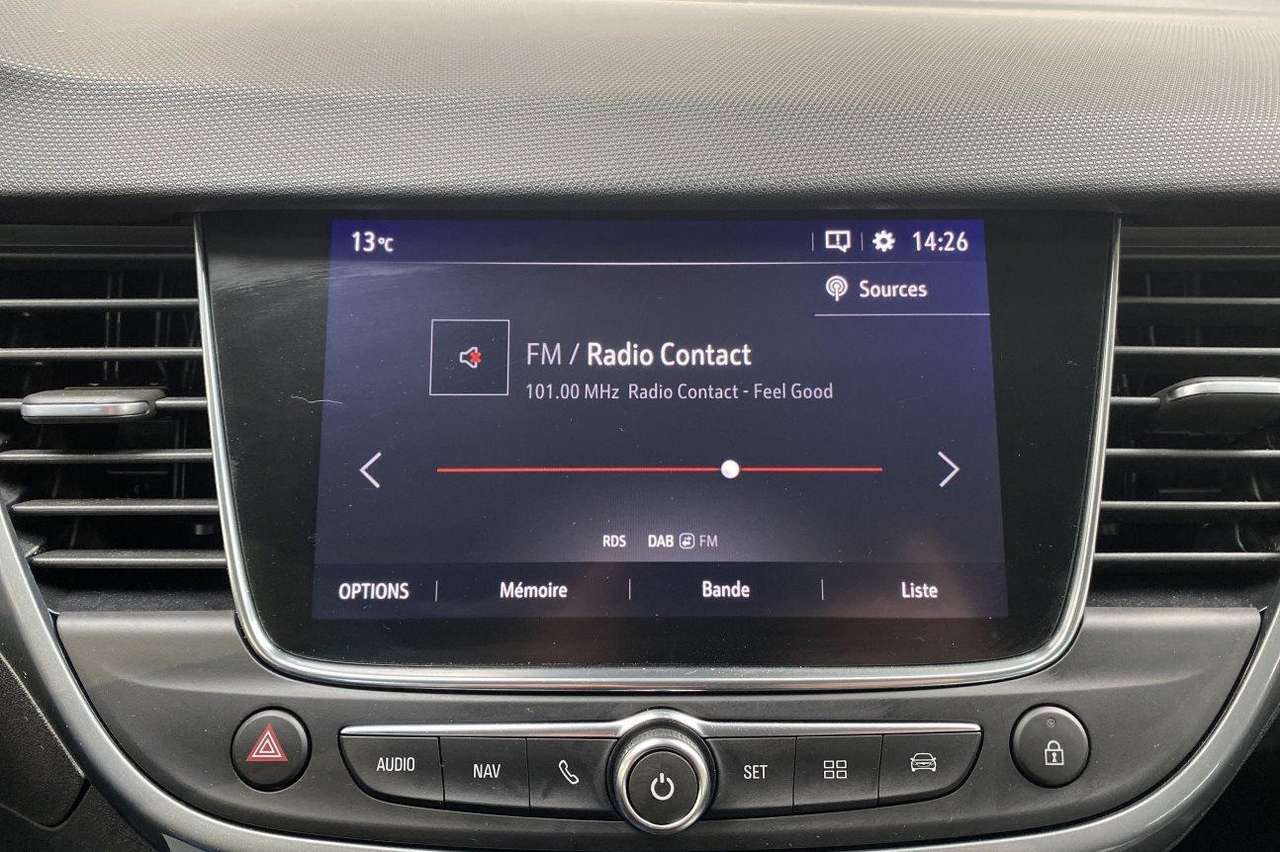 13°C 14:26
Sources
FM / Radio Contact
101.00 MHz Radio Contact - Feel Good
RDS DAB FM
OPTIONS Mémoire Bande Liste
AUDIO NAV SET